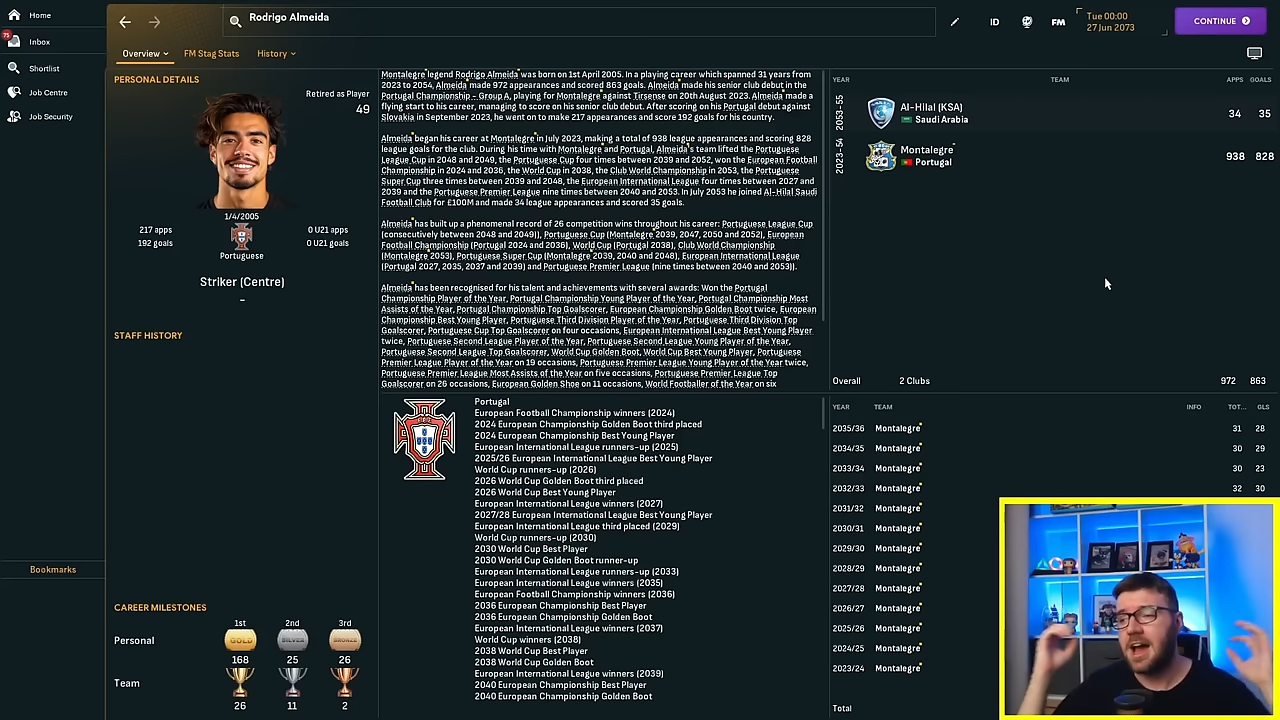 Home
75
Inbox
Shortlist
Job Centre
Job Security
Bookmarks
Rodrigo Almeida
ID
FM
Tue 00:00
27 Jun 2073
CONTINUE
Overview
FM Stag Stats
History
PERSONAL DETAILS
Retired as Player
49
1/4/2005
217 apps
192 goals
0 U21 apps
0 U21 goals
Portuguese
Striker (Centre)
-
STAFF HISTORY
CAREER MILESTONES
1st
2nd
3rd
Personal
GOLD
SILVER
BRONZE
168
25
26
Team
26
11
2
Montalegre legend Rodrigo Almeida was born on 1st April 2005. In a playing career which spanned 31 years from
2023 to 2054, Almeida made 972 appearances and scored 863 goals. Almeida made his senior club debut in the
Portugal Championship - Group A, playing for Montalegre against Tirsense on 20th August 2023. Almeida made a
flying start to his career, managing to score on his senior club debut. After scoring on his Portugal debut against
Slovakia in September 2023, he went on to make 217 appearances and score 192 goals for his country.
Almeida began his career at Montalegre in July 2023, making a total of 938 league appearances and scoring 828
league goals for the club. During his time with Montalegre and Portugal, Almeida's team lifted the Portuguese
League Cup in 2048 and 2049, the Portuguese Cup four times between 2039 and 2052, won the European Football
Championship in 2024 and 2036, the World Cup in 2038, the Club World Championship in 2053, the Portuguese
Super Cup three times between 2039 and 2048, the European International League four times between 2027 and
2039 and the Portuguese Premier League nine times between 2040 and 2053. In July 2053 he joined Al-Hilal Saudi
Football Club for £100M and made 34 league appearances and scored 35 goals.
Almeida has built up a phenomenal record of 26 competition wins throughout his career: Portuguese League Cup
(consecutively between 2048 and 2049)), Portuguese Cup (Montalegre 2039, 2047, 2050 and 2052), European
Football Championship (Portugal 2024 and 2036), World Cup (Portugal 2038), Club World Championship
(Montalegre 2053), Portuguese Super Cup (Montalegre 2039, 2040 and 2048), European International League
(Portugal 2027, 2035, 2037 and 2039) and Portuguese Premier League (nine times between 2040 and 2053)).
Almeida has been recognised for his talent and achievements with several awards: Won the Portugal
Championship Player of the Year, Portugal Championship Young Player of the Year, Portugal Championship Most
Assists of the Year, Portugal Championship Top Goalscorer, European Championship Golden Boot twice, European
Championship Best Young Player, Portuguese Third Division Player of the Year, Portuguese Third Division Top
Goalscorer, Portuguese Cup Top Goalscorer on four occasions, European International League Best Young Player
twice, Portuguese Second League Player of the Year, Portuguese Second League Young Player of the Year,
Portuguese Second League Top Goalscorer, World Cup Golden Boot, World Cup Best Young Player, Portuguese
Premier League Player of the Year on 19 occasions, Portuguese Premier League Young Player of the Year twice,
Portuguese Premier League Most Assists of the Year on five occasions, Portuguese Premier League Top
Goalscorer on 26 occasions, European Golden Shoe on 11 occasions, World Footballer of the Year on six
Portugal
European Football Championship winners (2024)
2024 European Championship Golden Boot third placed
2024 European Championship Best Young Player
European International League runners-up (2025)
2025/26 European International League Best Young Player
World Cup runners-up (2026)
2026 World Cup Golden Boot third placed
2026 World Cup Best Young Player
European International League winners (2027)
2027/28 European International League Best Young Player
European International League third placed (2029)
World Cup runners-up (2030)
2030 World Cup Best Player
2030 World Cup Golden Boot runner-up
European International League runners-up (2033)
European International League winners (2035)
European Football Championship winners (2036)
2036 European Championship Best Player
2036 European Championship Golden Boot
European International League winners (2037)
World Cup winners (2038)
2038 World Cup Best Player
2038 World Cup Golden Boot
European International League winners (2039)
2040 European Championship Best Player
2040 European Championship Golden Boot
YEAR TEAM APPS GOALS
2053-55 Al-Hilal (KSA) 34 35
Saudi Arabia
2023-54 Montalegre 938 828
Portugal
Overall 2 Clubs 972 863
YEAR TEAM INFO TOT... GLS
2035/36 Montalegre 31 28
2034/35 Montalegre 30 29
2033/34 Montalegre 30 23
2032/33 Montalegre 32 30
2031/32 Montalegre
2030/31 Montalegre
2029/30 Montalegre
2028/29 Montalegre
2027/28 Montalegre
2026/27 Montalegre
2025/26 Montalegre
2024/25 Montalegre
2023/24 Montalegre
Total